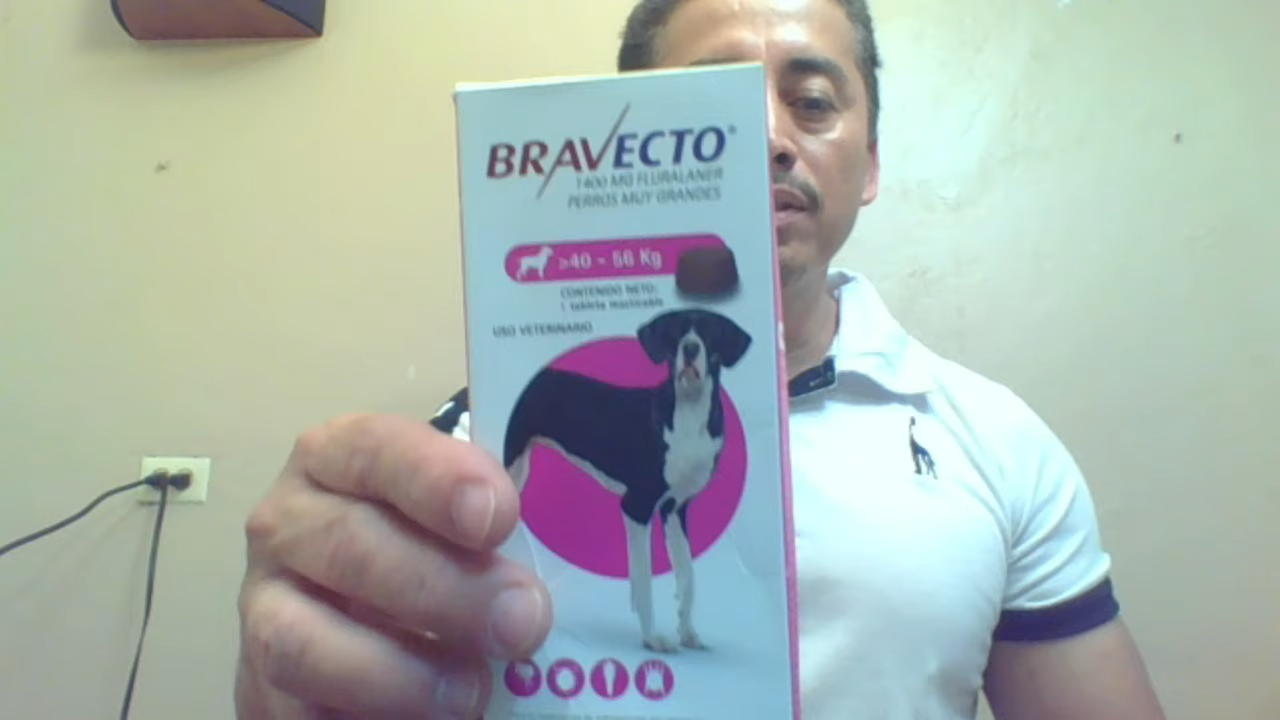 BRAVECTO®
1400 MG FLURALANER
PERROS MUY GRANDES
>40 - 56 Kg
CONTENIDO NETO:
1 tableta masticable
USO VETERINARIO